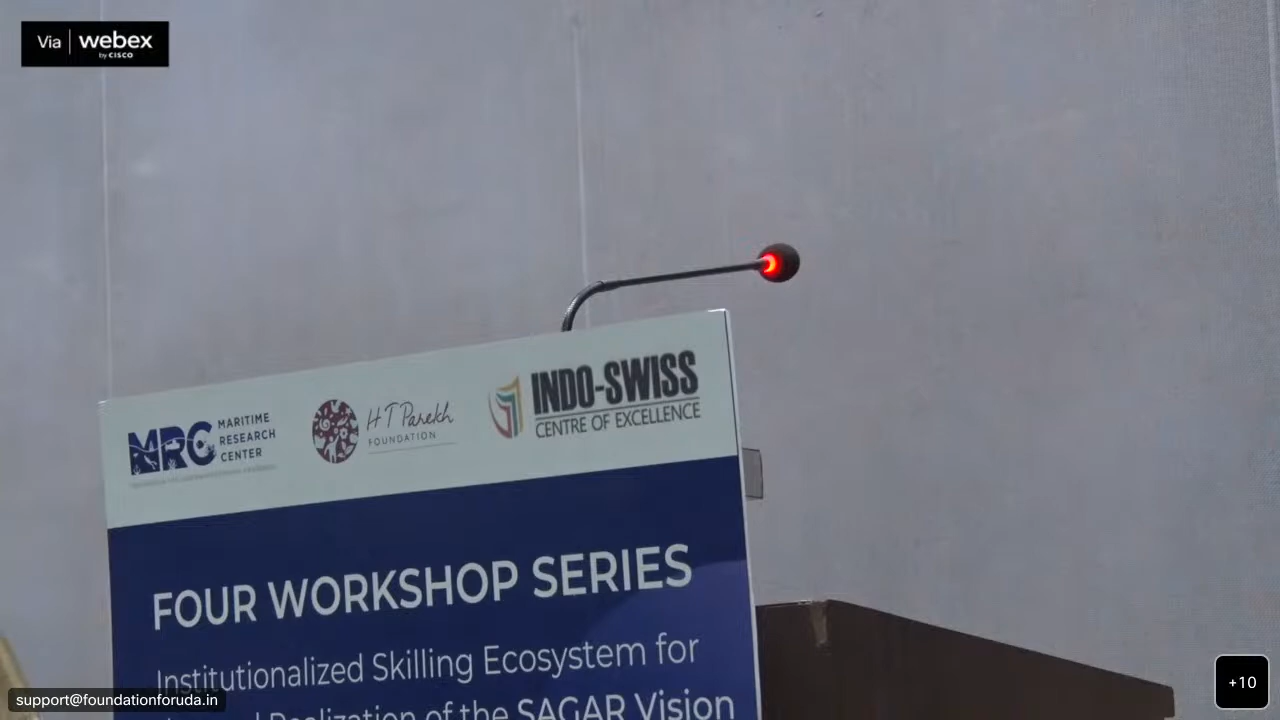 Via | webex
by CISCO
MRC MARITIME
RESEARCH
CENTER
H T Parekh
FOUNDATION
INDO-SWISS
CENTRE OF EXCELLENCE
FOUR WORKSHOP SERIES
Institutionalized Skilling Ecosystem for
Realization of the SAGAR Vision
support@foundationforuda.in
+10